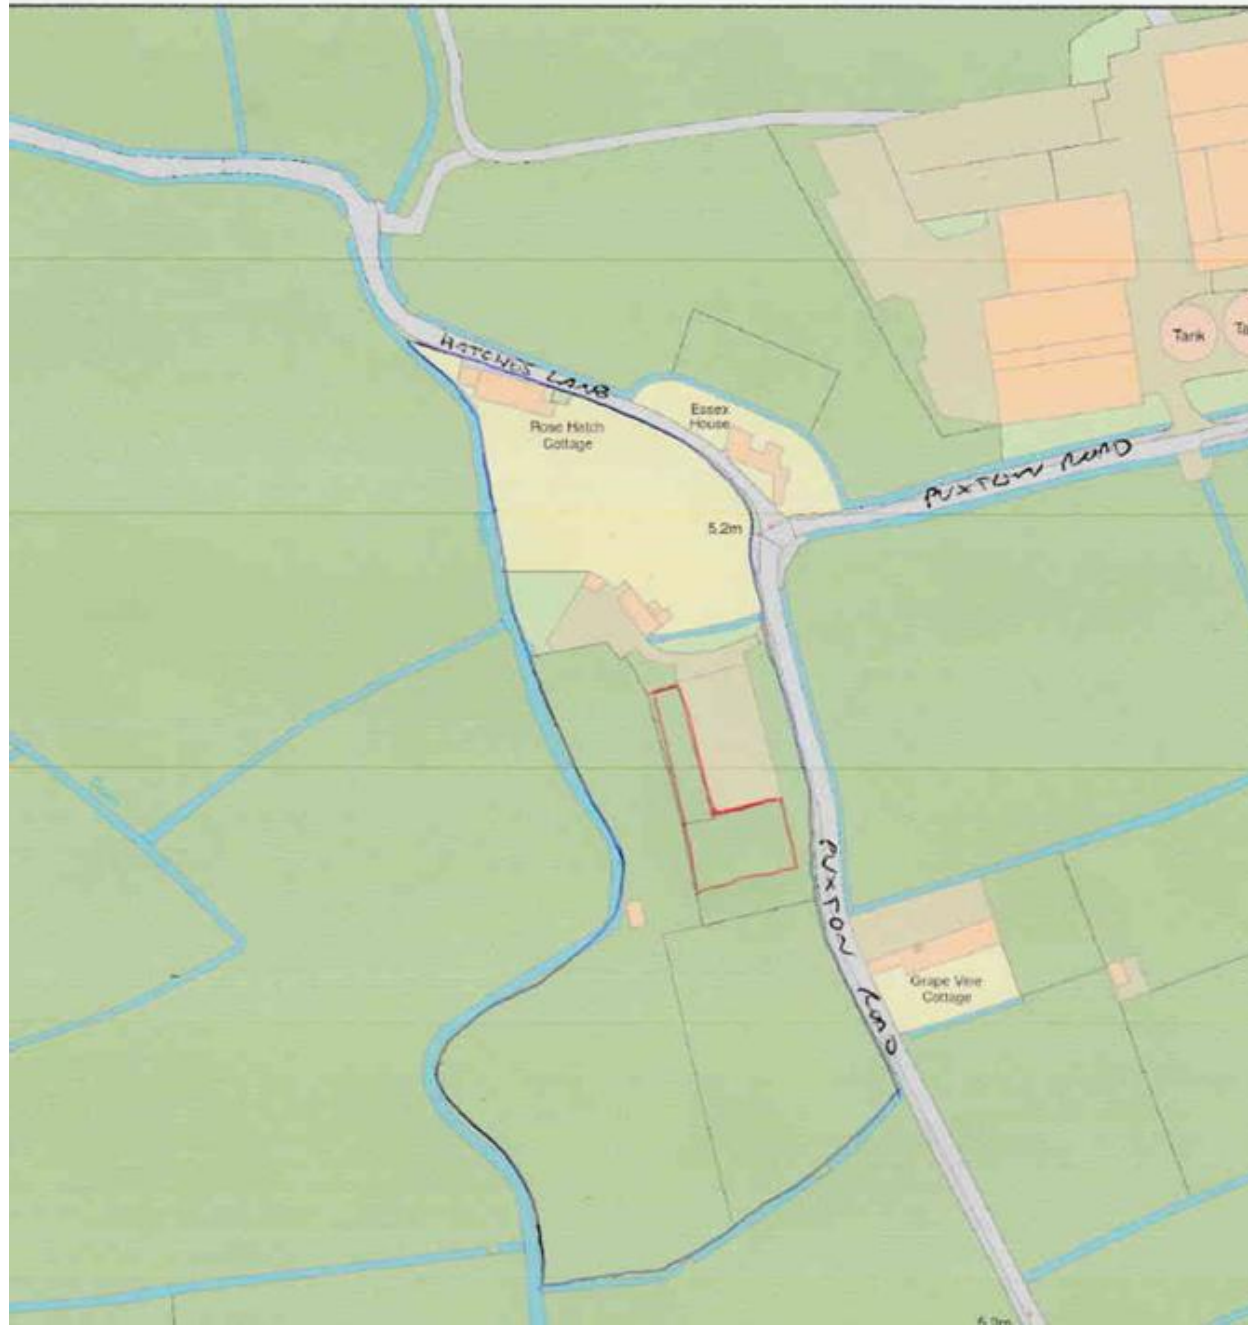 HATCHES LANE
Essex
House
Tank
Rose Hatch
Cottage
PUXTON ROAD
5.2m
PUXTON ROAD
Grape Vine
Cottage